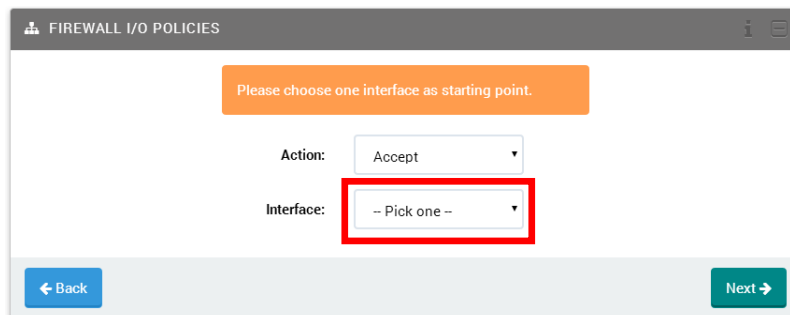 FIREWALL I/O POLICIES
Please choose one interface as starting point.
Action: Accept
Interface: -- Pick one --
Back Next